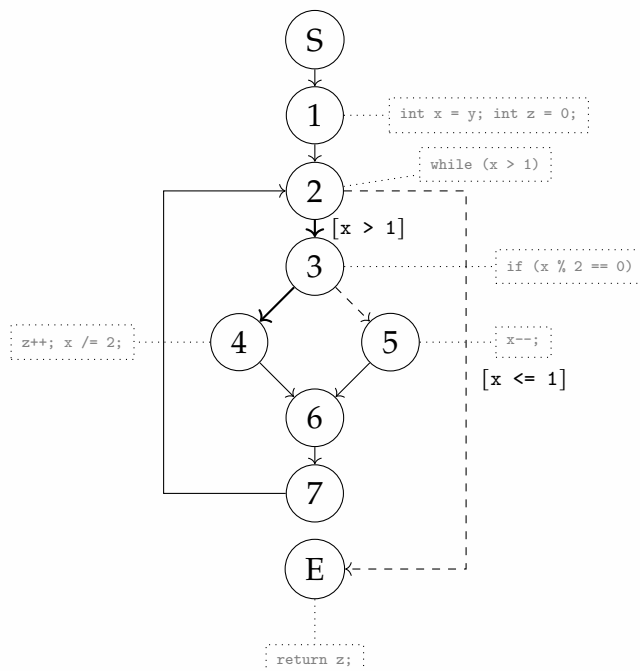 S
1
int x = y; int z = 0;
while (x > 1)
2
[x > 1]
3
if (x % 2 == 0)
z++; x /= 2;
4
5
x--;
[x <= 1]
6
7
E
return z;